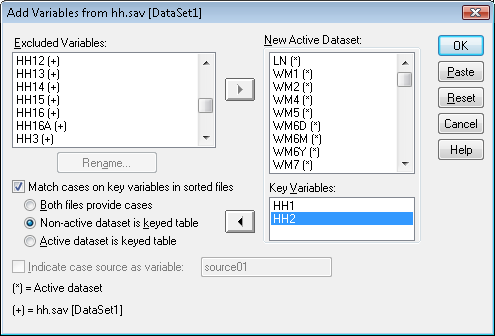 Add Variables from hh.sav [DataSet1]
Excluded Variables:
HH12 (+)
HH13 (+)
HH14 (+)
HH15 (+)
HH16 (+)
HH16A (+)
HH3 (+)
New Active Dataset:
LN (*)
WM1 (*)
WM2 (*)
WM4 (*)
WM5 (*)
WM6D (*)
WM6M (*)
WM6Y (*)
WM7 (*)
OK
Paste
Reset
Cancel
Help
Rename...
Match cases on key variables in sorted files
Both files provide cases
Non-active dataset is keyed table
Active dataset is keyed table
Key Variables:
HH1
HH2
Indicate case source as variable: source01
(*) = Active dataset
(+) = hh.sav [DataSet1]